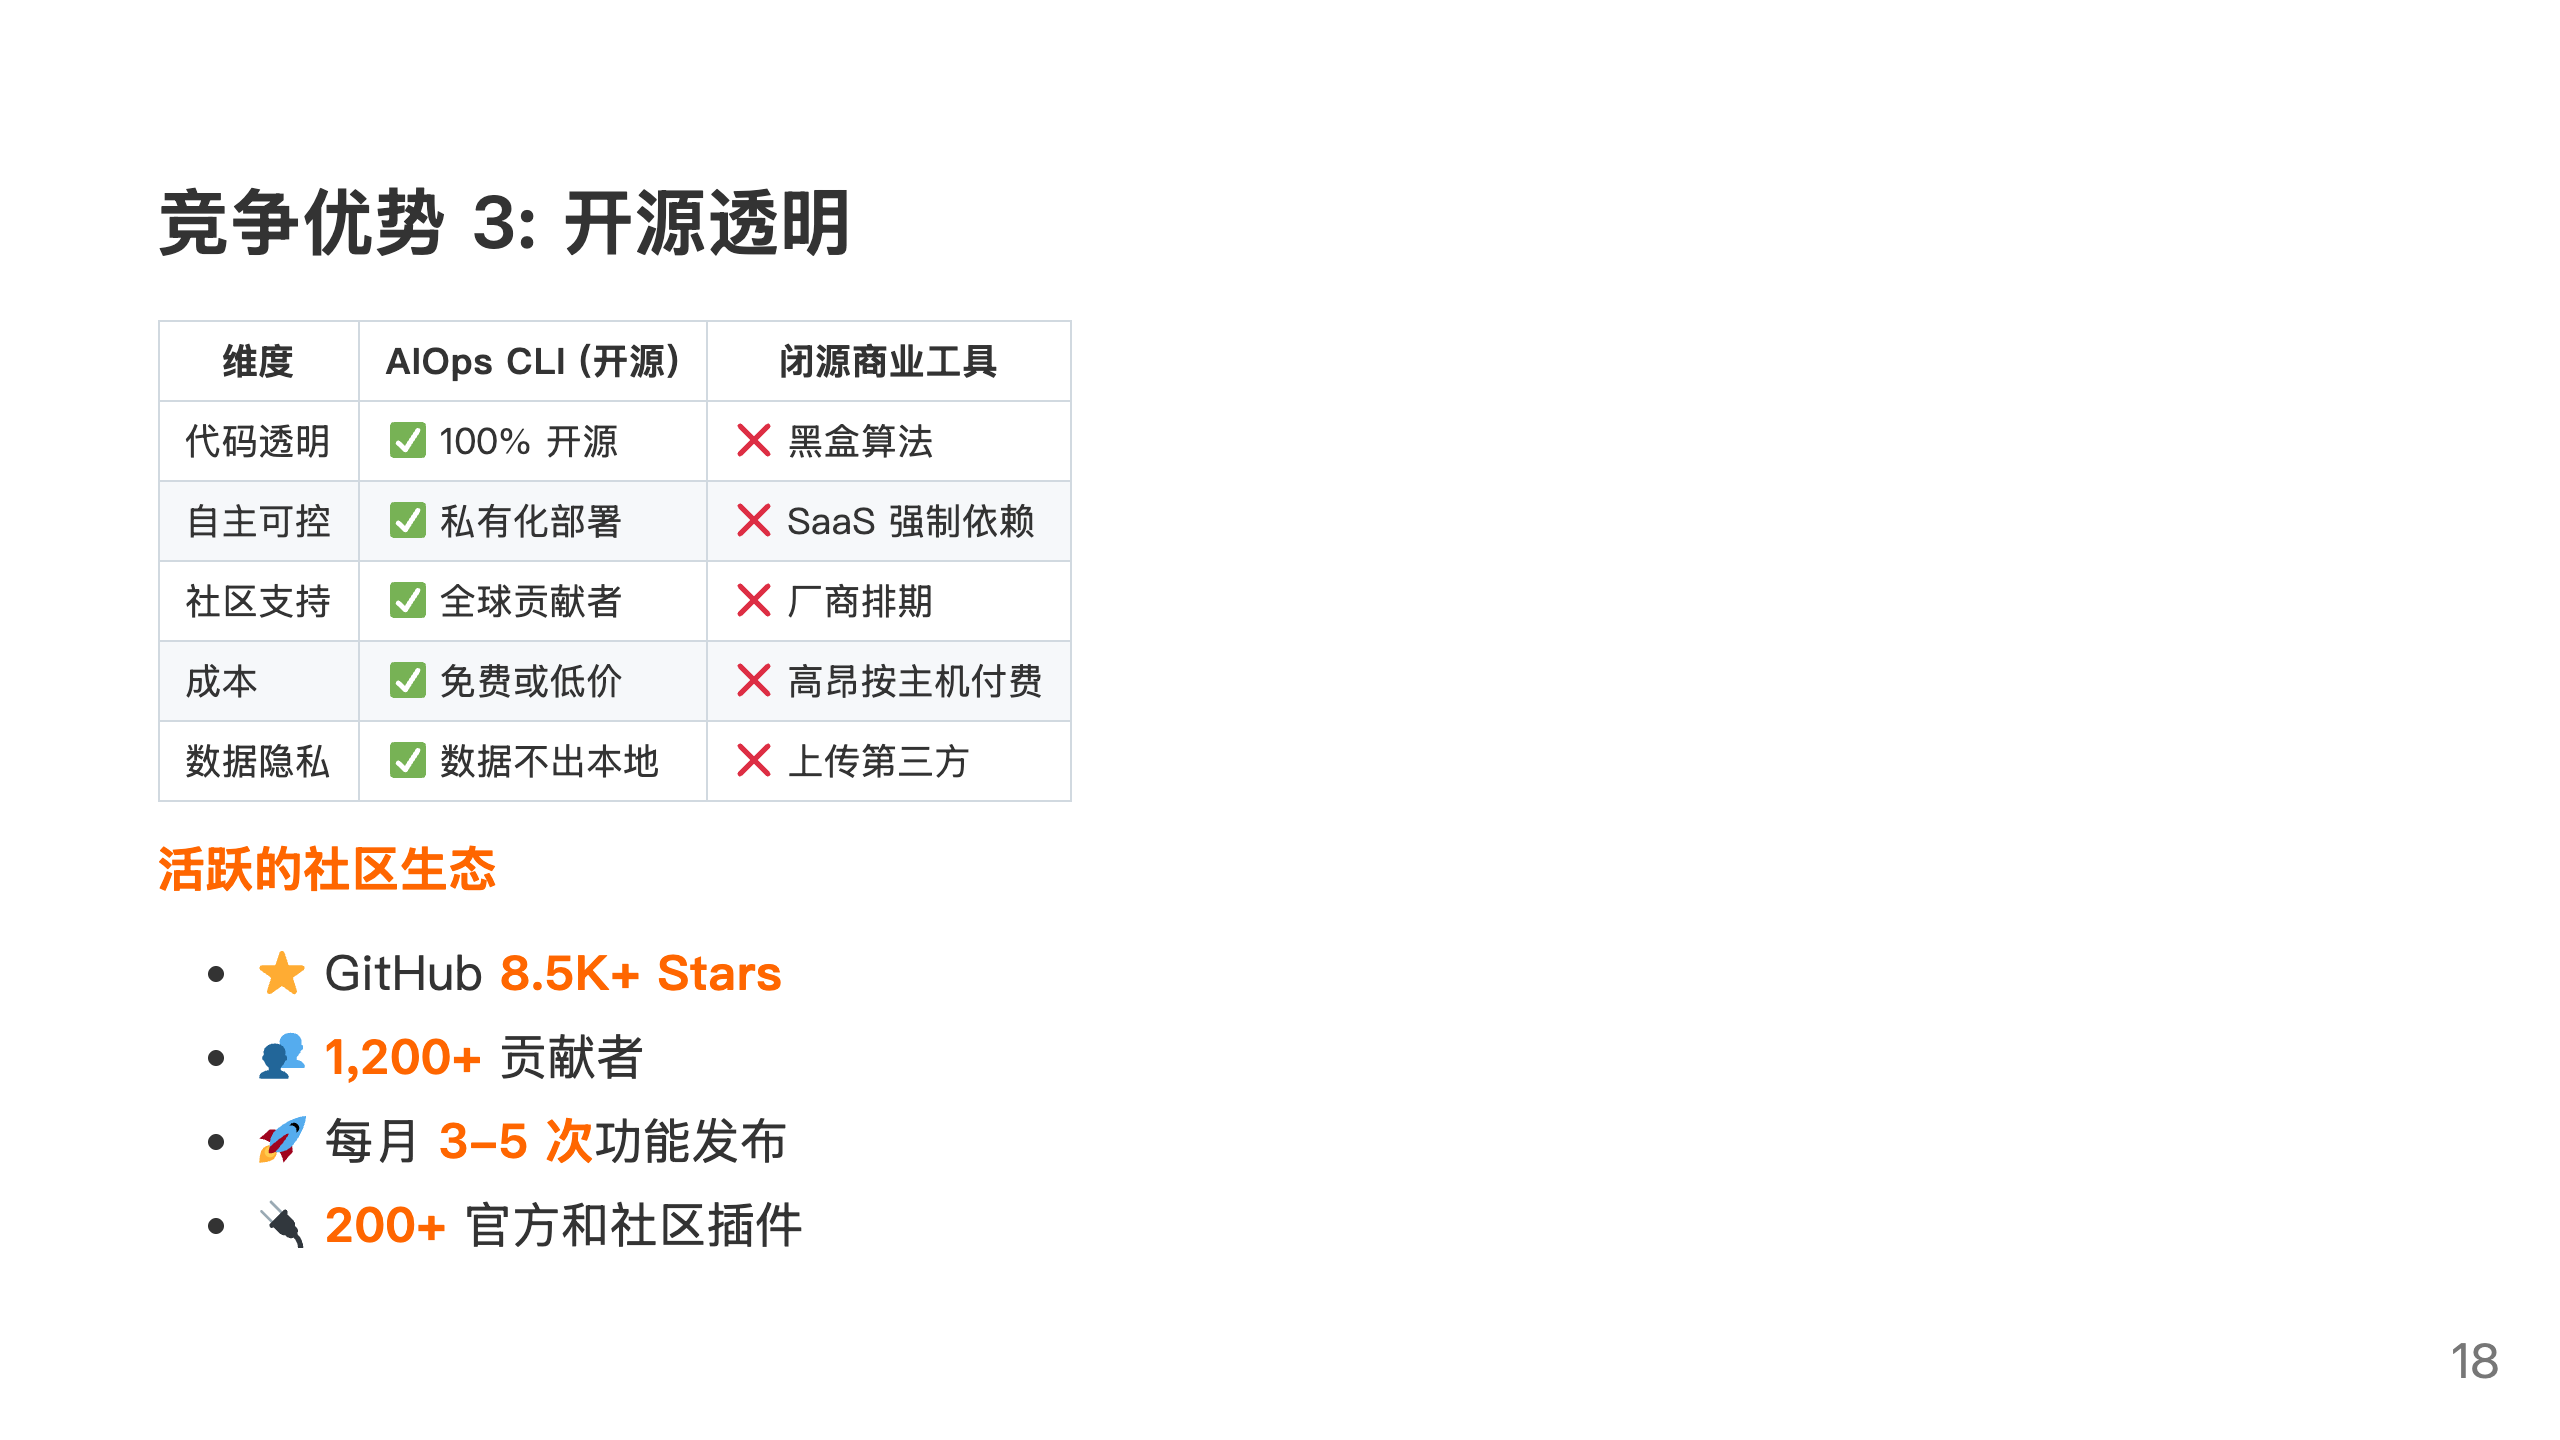 竞争优势 3: 开源透明
维度 AIOps CLI (开源) 闭源商业工具
代码透明 ✅ 100% 开源 ❌ 黑盒算法
自主可控 ✅ 私有化部署 ❌ SaaS 强制依赖
社区支持 ✅ 全球贡献者 ❌ 厂商排期
成本 ✅ 免费或低价 ❌ 高昂按主机付费
数据隐私 ✅ 数据不出本地 ❌ 上传第三方
活跃的社区生态
• ⭐ GitHub 8.5K+ Stars
• 👥 1,200+ 贡献者
• 🚀 每月 3–5 次功能发布
• 🔌 200+ 官方和社区插件
18